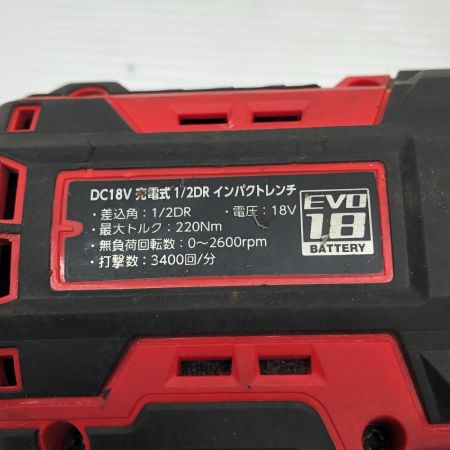 DC18V 充電式 1/2DR インパクトレンチ
・差込角：1/2DR ・電圧：18V
・最大トルク：220Nm
・無負荷回転数：0～2600rpm
・打撃数：3400回/分
EVO
18
BATTERY